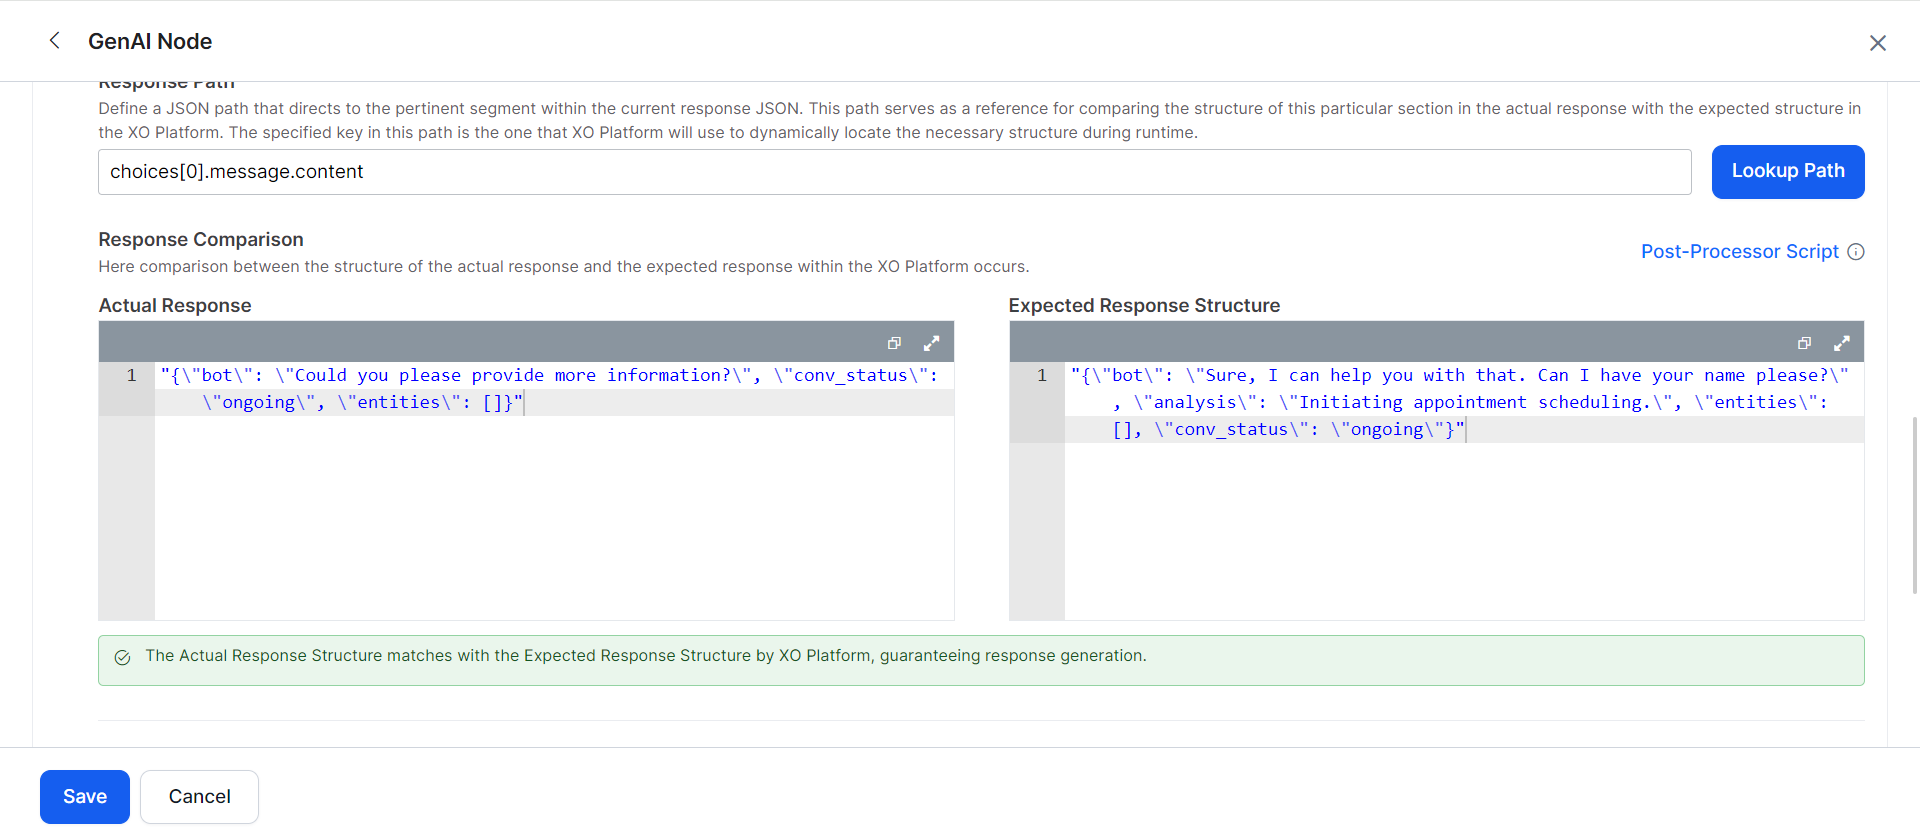 GenAI Node
Response Path
Define a JSON path that directs to the pertinent segment within the current response JSON. This path serves as a reference for comparing the structure of this particular section in the actual response with the expected structure in
the XO Platform. The specified key in this path is the one that XO Platform will use to dynamically locate the necessary structure during runtime.
choices[0].message.content
Lookup Path
Response Comparison
Here comparison between the structure of the actual response and the expected response within the XO Platform occurs.
Post-Processor Script
Actual Response
1 "{\"bot\": \"Could you please provide more information?\", \"conv_status\":
\"ongoing\", \"entities\": []}"
Expected Response Structure
1 "{\"bot\": \"Sure, I can help you with that. Can I have your name please?\"
, \"analysis\": \"Initiating appointment scheduling.\", \"entities\":
[], \"conv_status\": \"ongoing\"}"
The Actual Response Structure matches with the Expected Response Structure by XO Platform, guaranteeing response generation.
Save
Cancel